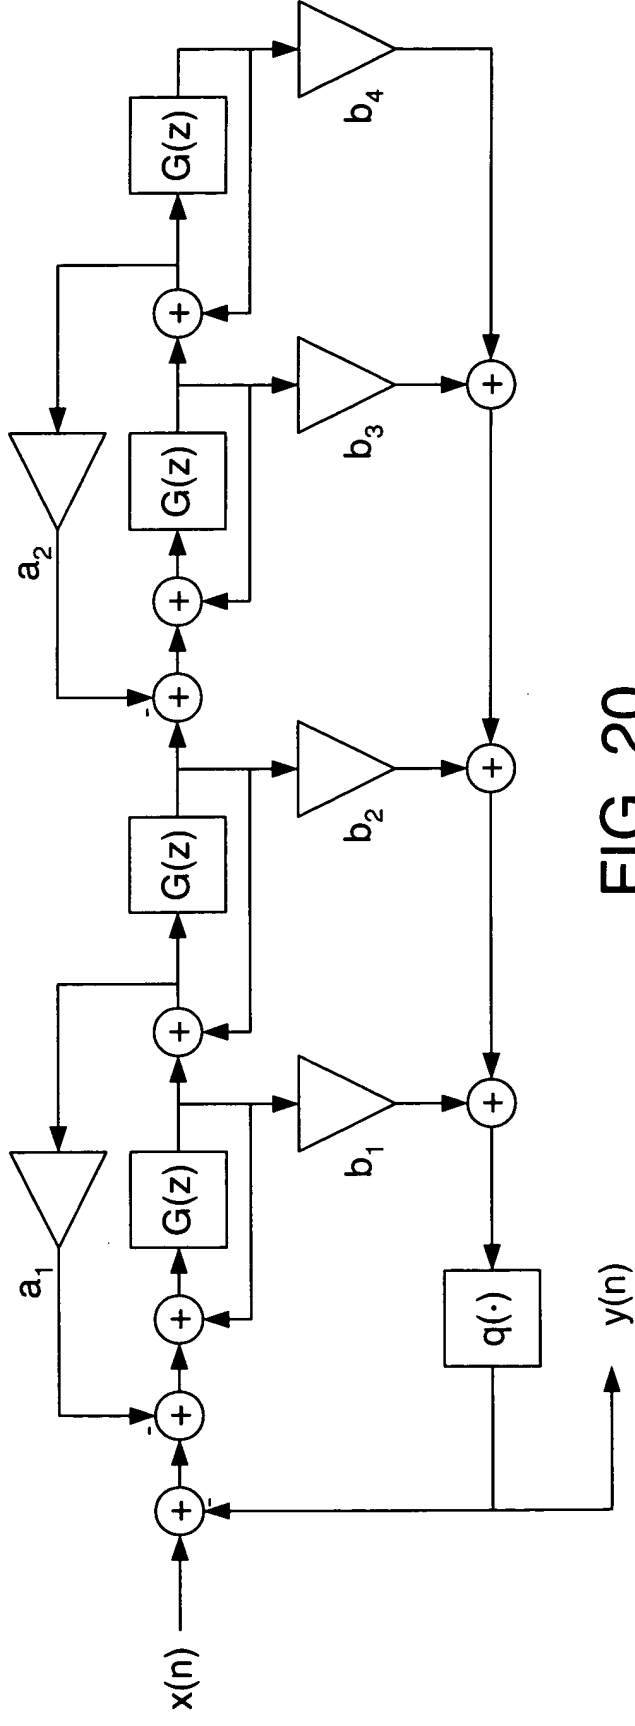 a₁
a₂
x(n)
G(z)
G(z)
G(z)
G(z)
b₁
b₂
b₃
b₄
q(·)
y(n)
+
+
+
+
+
+
+
+
+
+
-
-
-
FIG. 20